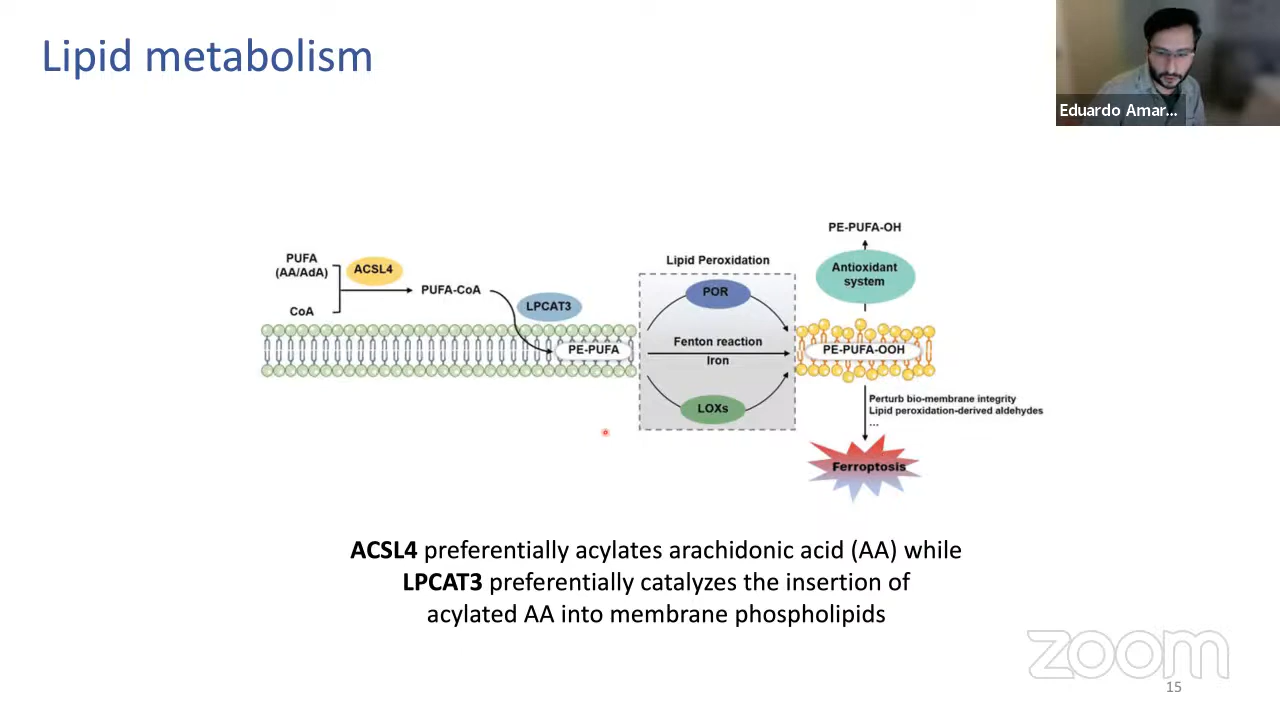 Lipid metabolism
Eduardo Amar...
PE-PUFA-OH
PUFA
(AA/AdA)
ACSL4
Lipid Peroxidation
Antioxidant
system
PUFA-CoA
POR
CoA
LPCAT3
PE-PUFA
Fenton reaction
Iron
PE-PUFA-OOH
LOXs
Perturb bio-membrane integrity
Lipid peroxidation-derived aldehydes
...
Ferroptosis
ACSL4 preferentially acylates arachidonic acid (AA) while
LPCAT3 preferentially catalyzes the insertion of
acylated AA into membrane phospholipids
zoom
15